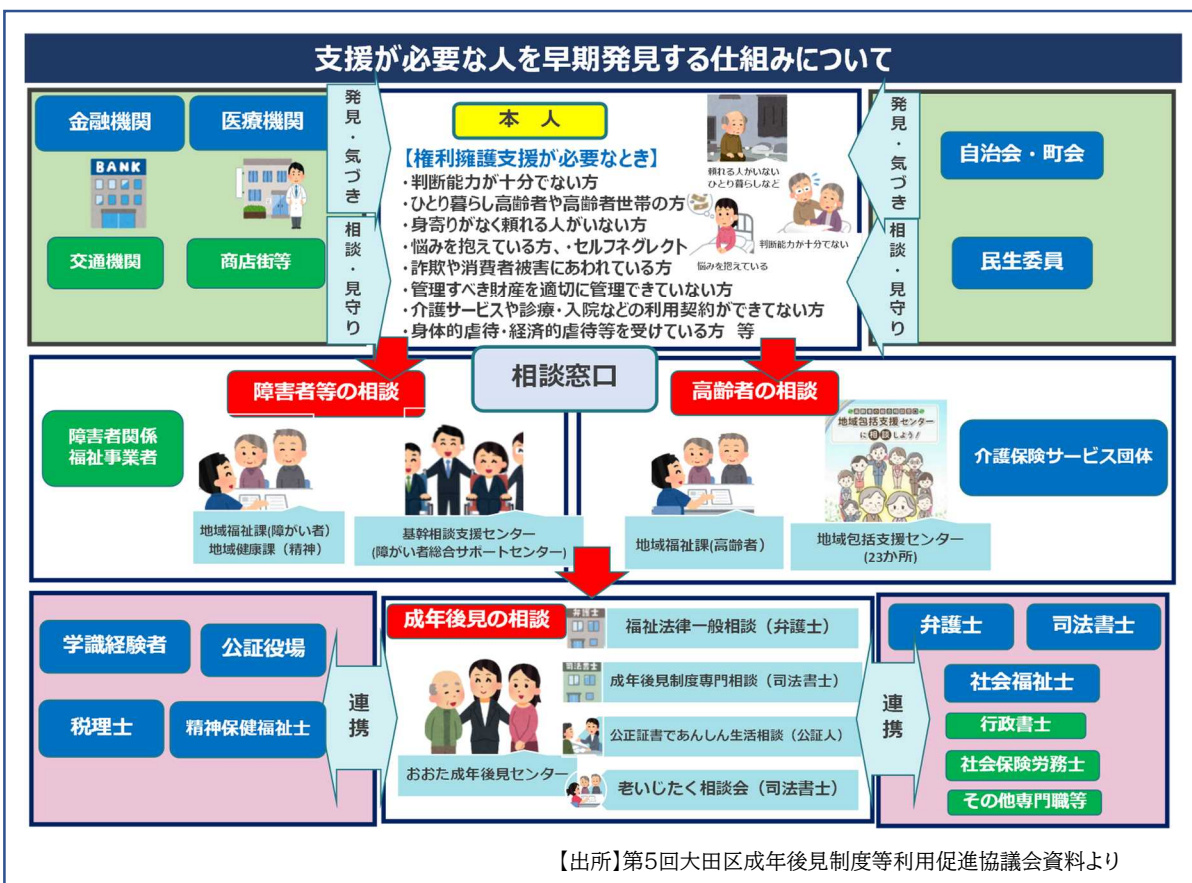 支援が必要な人を早期発見する仕組みについて
金融機関
医療機関
BANK
交通機関
商店街等
発見・気づき
相談・見守り
本 人
【権利擁護支援が必要なとき】
・判断能力が十分でない方
・ひとり暮らし高齢者や高齢者世帯の方
・身寄りがなく頼れる人がいない方
・悩みを抱えている方、・セルフネグレクト
・詐欺や消費者被害にあわれている方
・管理すべき財産を適切に管理できていない方
・介護サービスや診療・入院などの利用契約ができてない方
・身体的虐待・経済的虐待等を受けている方 等
頼れる人がいない
ひとり暮らしなど
判断能力が十分でない
悩みを抱えている
発見・気づき
相談・見守り
自治会・町会
民生委員
相談窓口
障害者等の相談
障害者関係
福祉事業者
地域福祉課(障がい者)
地域健康課(精神)
基幹相談支援センター
(障がい者総合サポートセンター)
高齢者の相談
地域福祉課(高齢者)
地域包括支援センター
に相談しよう!
地域包括支援センター
(23か所)
介護保険サービス団体
学識経験者
公証役場
税理士
精神保健福祉士
連携
成年後見の相談
おおた成年後見センター
弁護士
福祉法律一般相談(弁護士)
司法書士
成年後見制度専門相談(司法書士)
公正証書であんしん生活相談(公証人)
老いじたく相談会(司法書士)
連携
弁護士
司法書士
社会福祉士
行政書士
社会保険労務士
その他専門職等
【出所】第5回大田区成年後見制度等利用促進協議会資料より